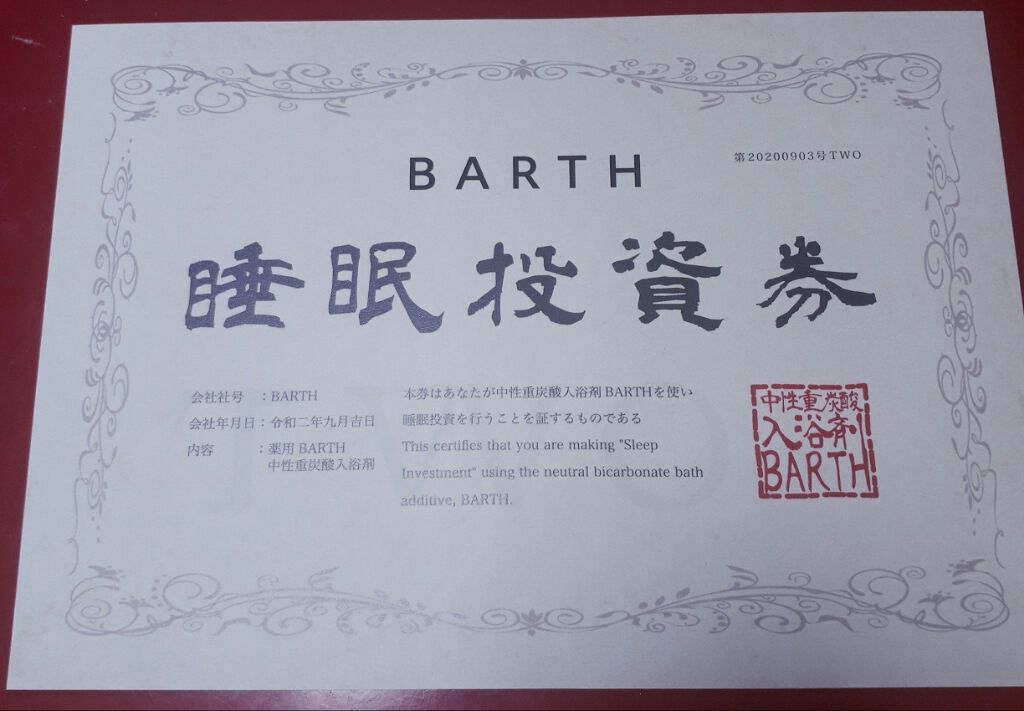 BARTH
第20200903号TWO
睡眠投資券
会社社号 ：BARTH
会社年月日：令和二年九月吉日
内容 ：薬用 BARTH
中性重炭酸入浴剤
本券はあなたが中性重炭酸入浴剤 BARTHを使い
睡眠投資を行うことを証するものである
This certifies that you are making "Sleep
Investment" using the neutral bicarbonate bath
additive, BARTH.
中性重炭酸
入浴剤
BARTH